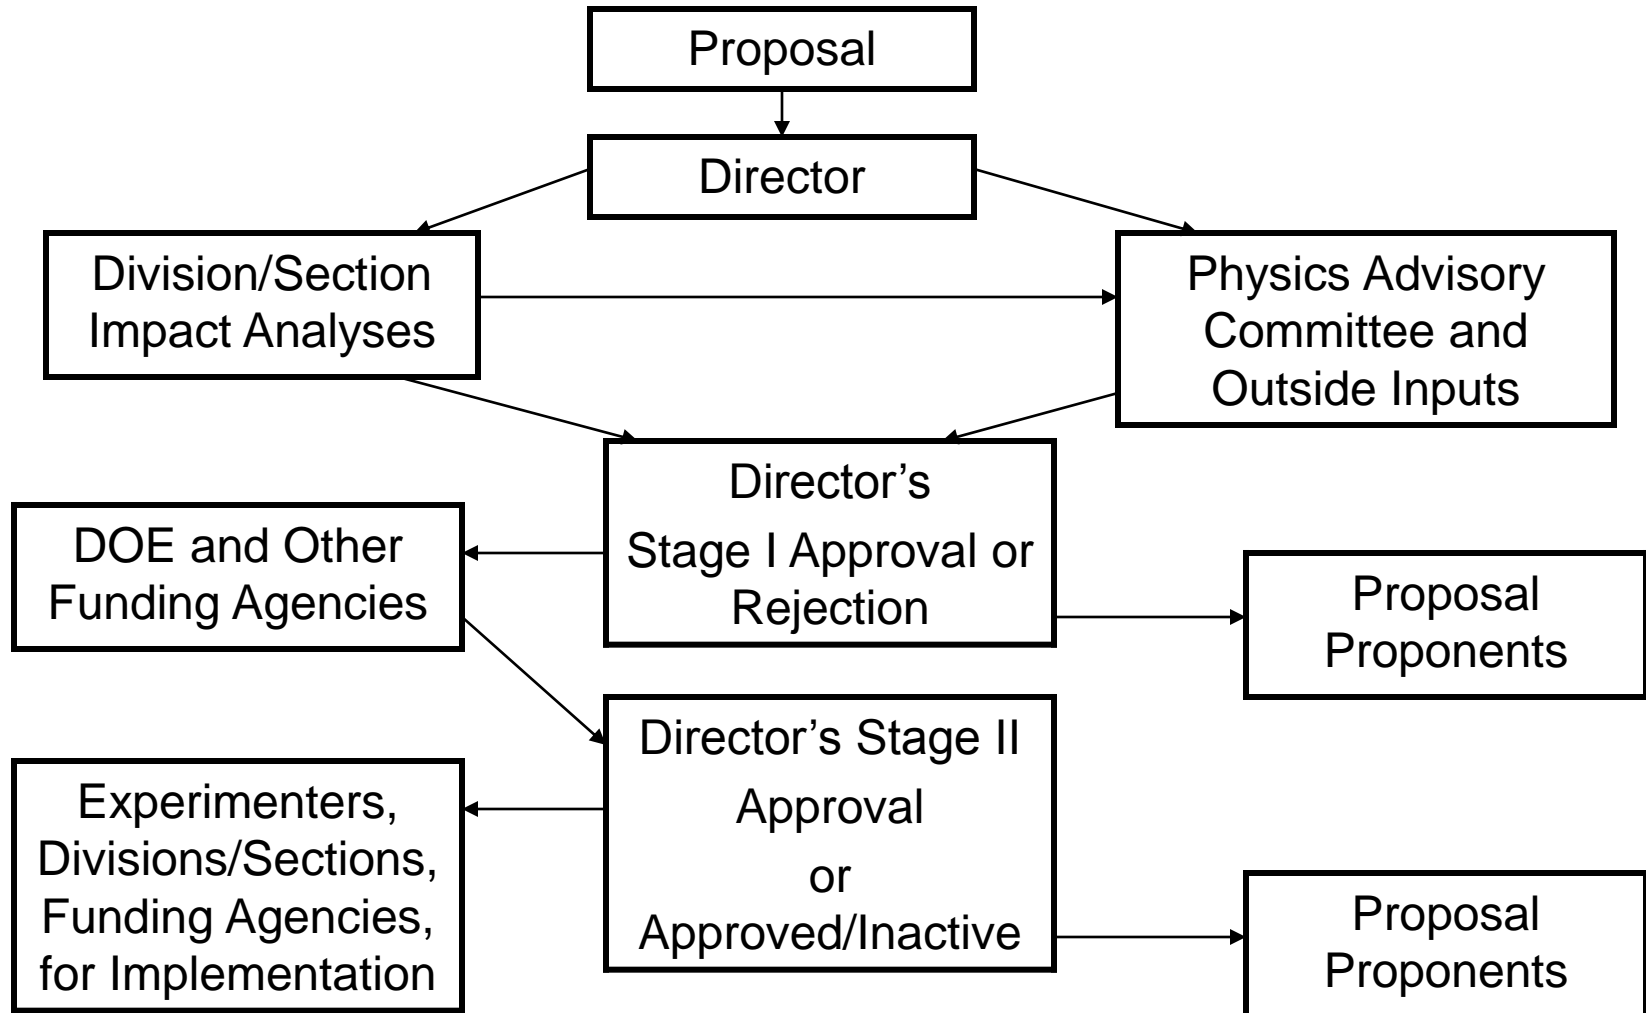 Proposal
Director
Division/Section
Impact Analyses
Physics Advisory
Committee and
Outside Inputs
Director’s
Stage I Approval or
Rejection
DOE and Other
Funding Agencies
Proposal
Proponents
Director’s Stage II
Approval
or
Approved/Inactive
Experimenters,
Divisions/Sections,
Funding Agencies,
for Implementation
Proposal
Proponents